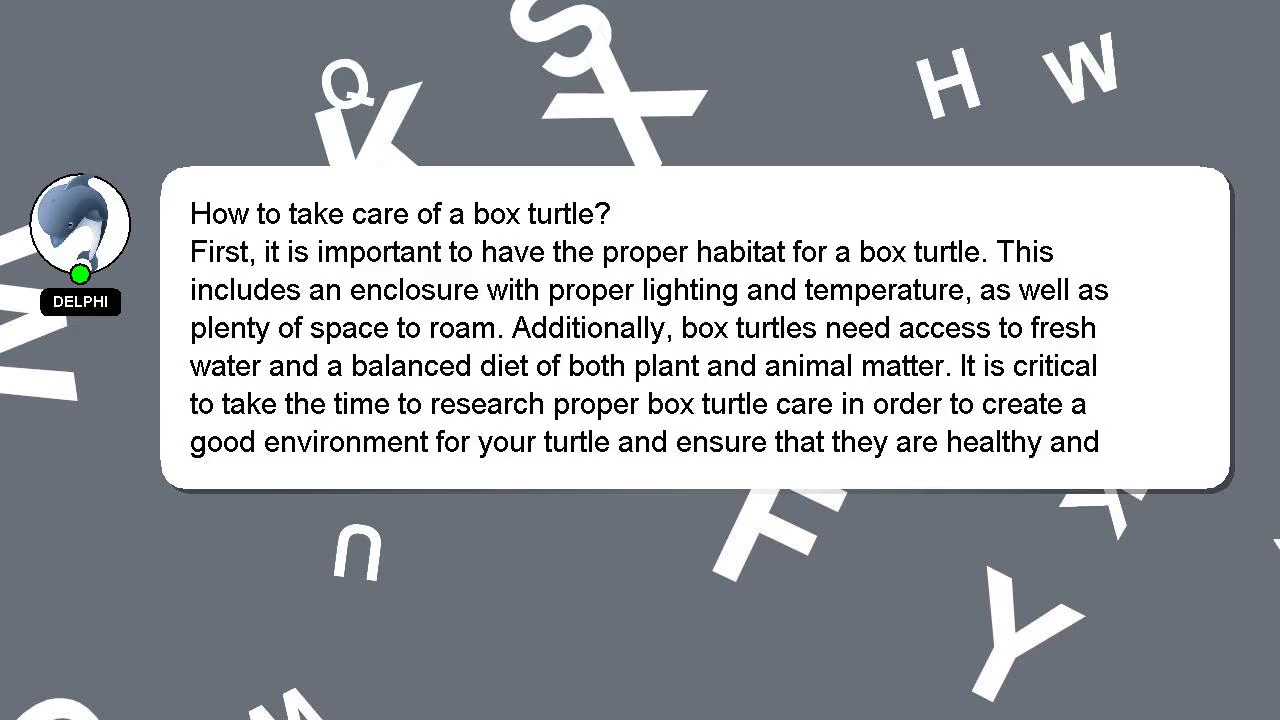 Q
K
S
X
H
W
How to take care of a box turtle?
First, it is important to have the proper habitat for a box turtle. This
includes an enclosure with proper lighting and temperature, as well as
plenty of space to roam. Additionally, box turtles need access to fresh
water and a balanced diet of both plant and animal matter. It is critical
to take the time to research proper box turtle care in order to create a
good environment for your turtle and ensure that they are healthy and
DELPHI
U
F
X
Y